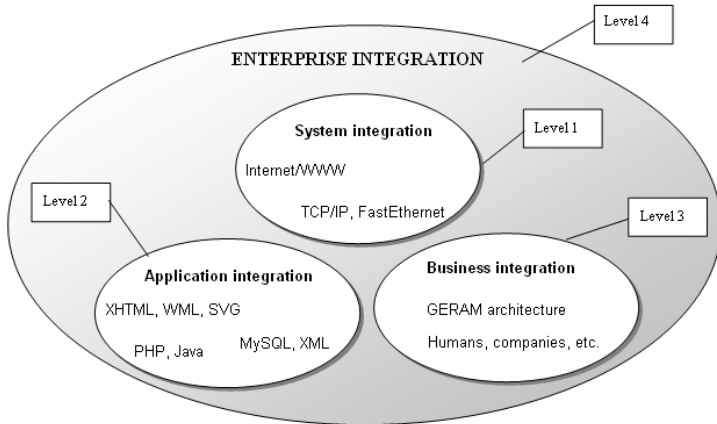 Level 4
ENTERPRISE INTEGRATION
System integration
Level 1
Internet/WWW
TCP/IP, FastEthernet
Level 2
Level 3
Application integration
XHTML, WML, SVG
PHP, Java
MySQL, XML
Business integration
GERAM architecture
Humans, companies, etc.